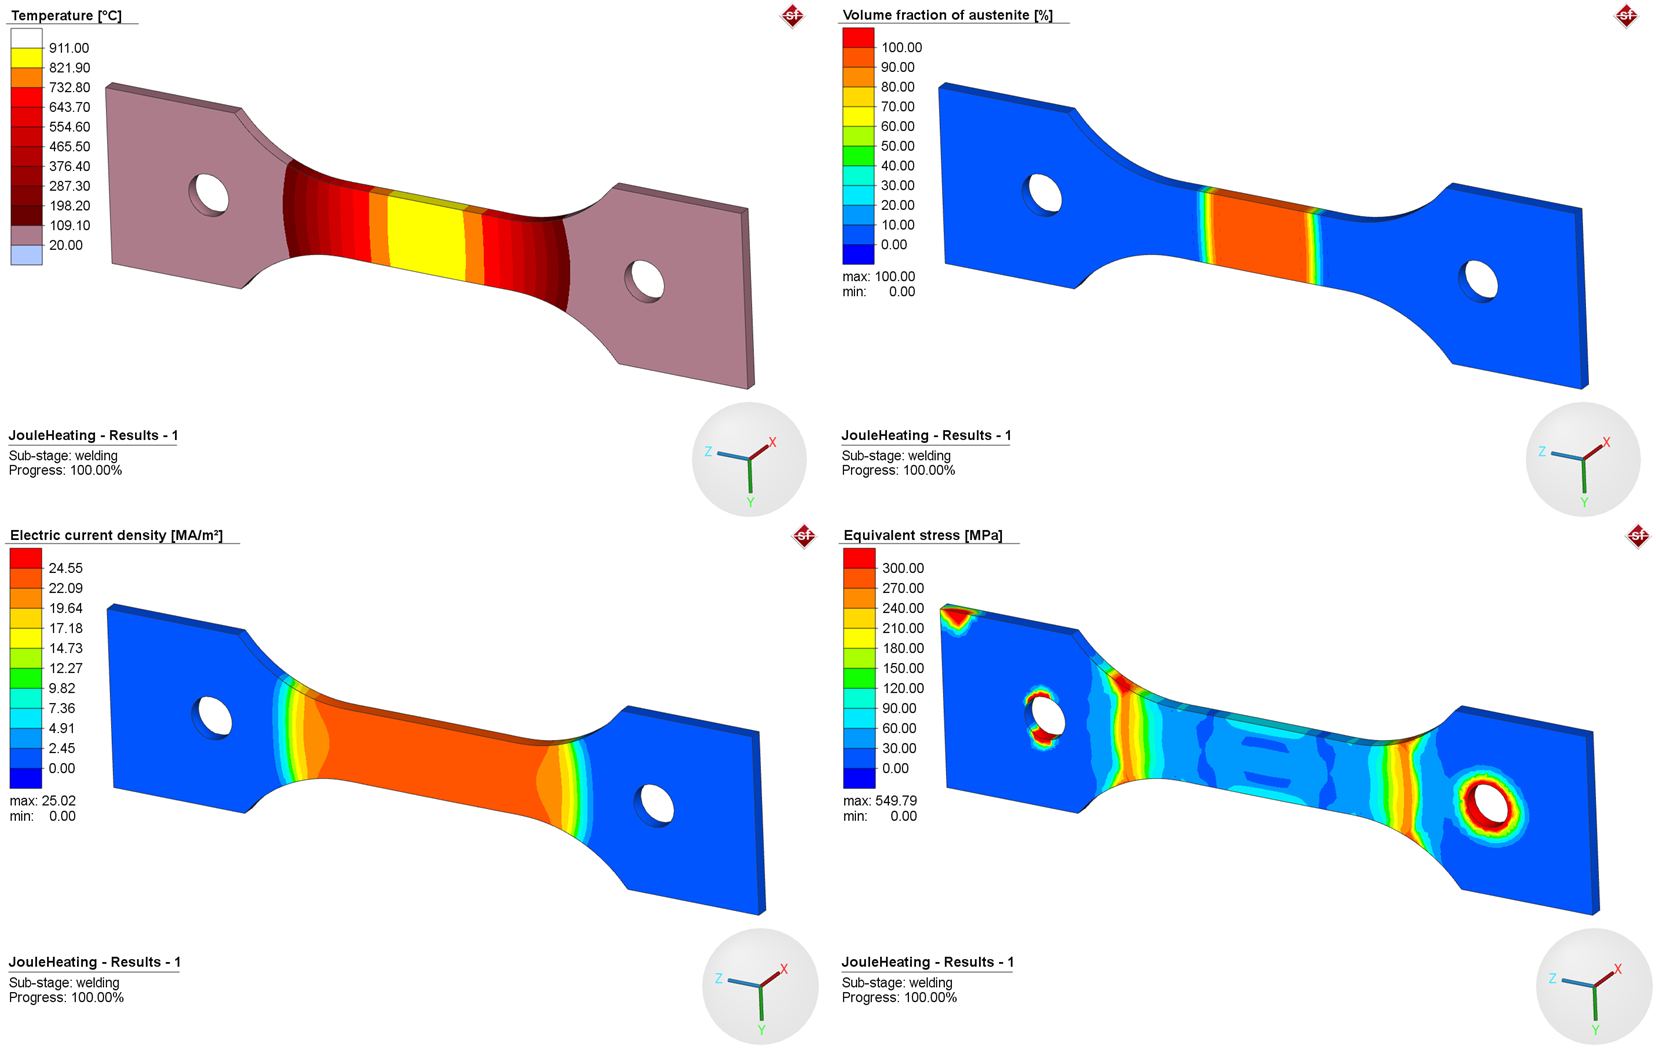 Temperature [°C]
sf
911.00
821.90
732.80
643.70
554.60
465.50
376.40
287.30
198.20
109.10
20.00
JouleHeating - Results - 1
Sub-stage: welding
Progress: 100.00%
Z
X
Y
Volume fraction of austenite [%]
sf
100.00
90.00
80.00
70.00
60.00
50.00
40.00
30.00
20.00
10.00
0.00
max: 100.00
min: 0.00
JouleHeating - Results - 1
Sub-stage: welding
Progress: 100.00%
Z
X
Y
Electric current density [MA/m²]
sf
24.55
22.09
19.64
17.18
14.73
12.27
9.82
7.36
4.91
2.45
0.00
max: 25.02
min: 0.00
JouleHeating - Results - 1
Sub-stage: welding
Progress: 100.00%
Z
X
Y
Equivalent stress [MPa]
sf
300.00
270.00
240.00
210.00
180.00
150.00
120.00
90.00
60.00
30.00
0.00
max: 549.79
min: 0.00
JouleHeating - Results - 1
Sub-stage: welding
Progress: 100.00%
Z
X
Y